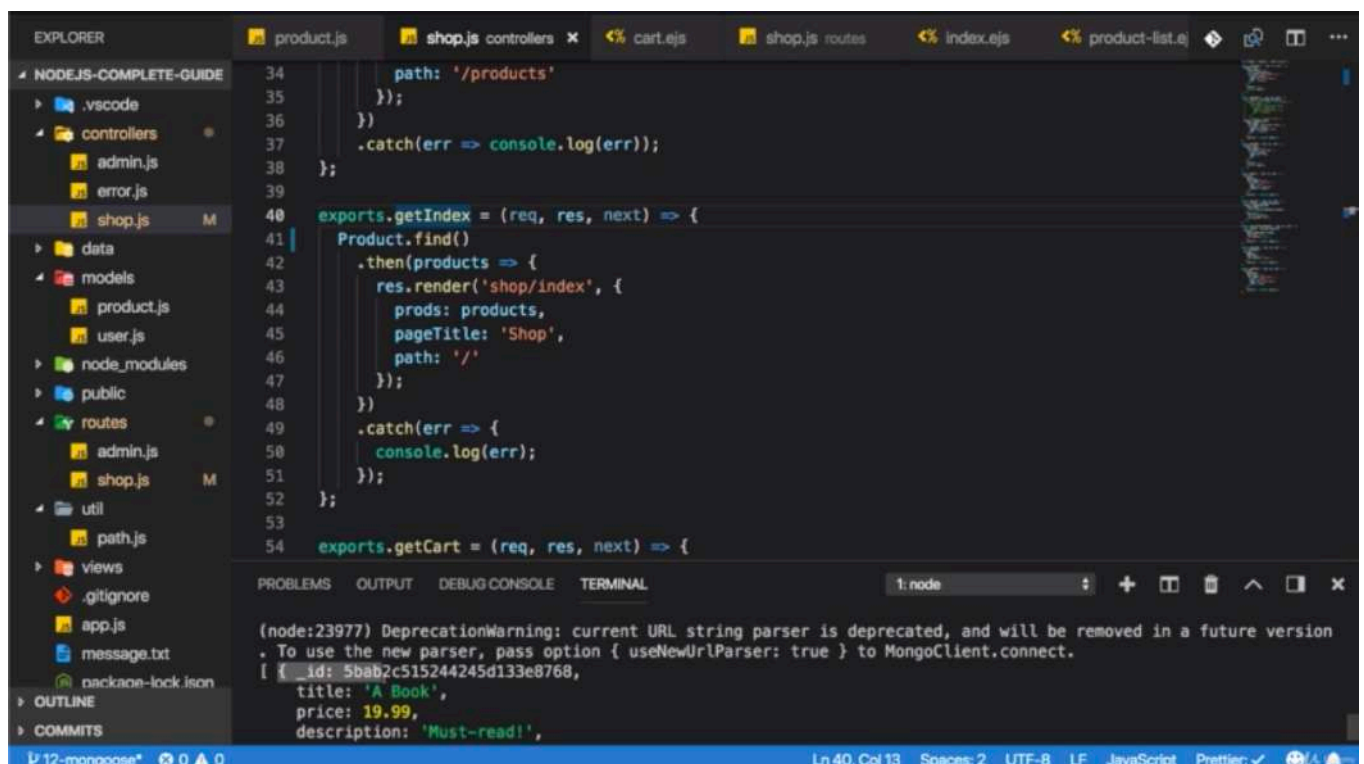 EXPLORER
product.js
shop.js controllers ×
cart.ejs
shop.js routes
index.ejs
product-list.ej
NODEJS-COMPLETE-GUIDE
.vscode
controllers
admin.js
error.js
shop.js M
data
models
product.js
user.js
node_modules
public
routes
admin.js
shop.js M
util
path.js
views
.gitignore
app.js
message.txt
package-lock.json
OUTLINE
COMMITS
34 path: '/products'
35 });
36 })
37 .catch(err => console.log(err));
38 };
39
40 exports.getIndex = (req, res, next) => {
41 Product.find()
42 .then(products => {
43 res.render('shop/index', {
44 prods: products,
45 pageTitle: 'Shop',
46 path: '/'
47 });
48 })
49 .catch(err => {
50 console.log(err);
51 });
52 };
53
54 exports.getCart = (req, res, next) => {
PROBLEMS OUTPUT DEBUG CONSOLE TERMINAL 1: node
(node:23977) DeprecationWarning: current URL string parser is deprecated, and will be removed in a future version
. To use the new parser, pass option { useNewUrlParser: true } to MongoClient.connect.
[ { _id: 5bab2c515244245d133e8768,
title: 'A Book',
price: 19.99,
description: 'Must-read!',
12-mongoose* 0 0 Ln 40, Col 13 Spaces: 2 UTF-8 LF JavaScript Prettier: ✓